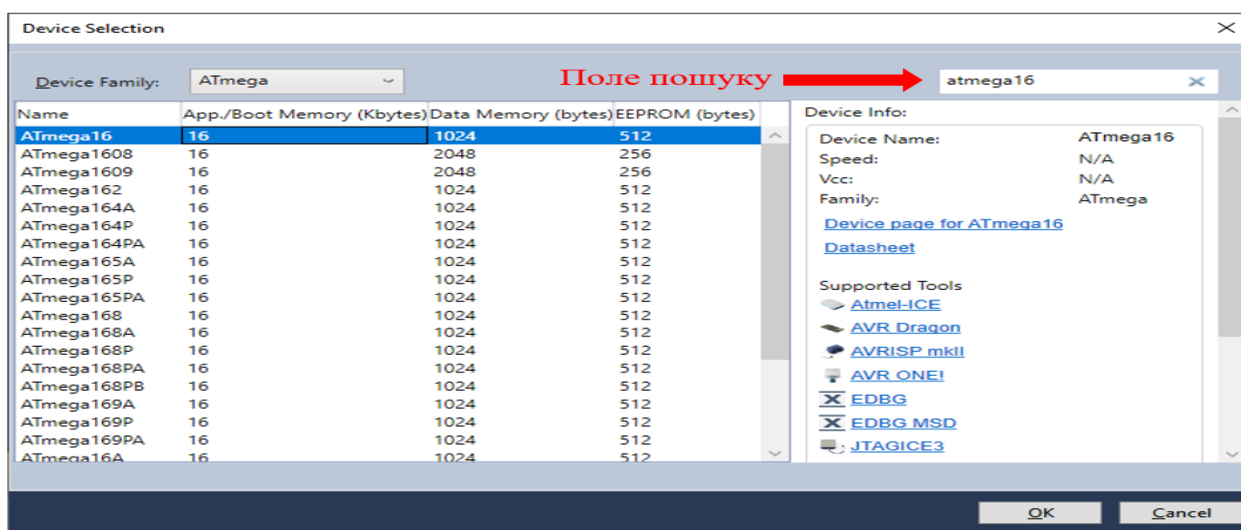 Device Selection
Device Family: ATmega Поле пошуку atmega16
Name App./Boot Memory (Kbytes) Data Memory (bytes) EEPROM (bytes)
ATmega16 16 1024 512
ATmega1608 16 2048 256
ATmega1609 16 2048 256
ATmega162 16 1024 512
ATmega164A 16 1024 512
ATmega164P 16 1024 512
ATmega164PA 16 1024 512
ATmega165A 16 1024 512
ATmega165P 16 1024 512
ATmega165PA 16 1024 512
ATmega168 16 1024 512
ATmega168A 16 1024 512
ATmega168P 16 1024 512
ATmega168PA 16 1024 512
ATmega168PB 16 1024 512
ATmega169A 16 1024 512
ATmega169P 16 1024 512
ATmega169PA 16 1024 512
ATmega16A 16 1024 512
Device Info:
Device Name: ATmega16
Speed: N/A
Vcc: N/A
Family: ATmega
Device page for ATmega16
Datasheet
Supported Tools
Atmel-ICE
AVR Dragon
AVRISP mkII
AVR ONE!
EDBG
EDBG MSD
JTAGICE3
OK Cancel